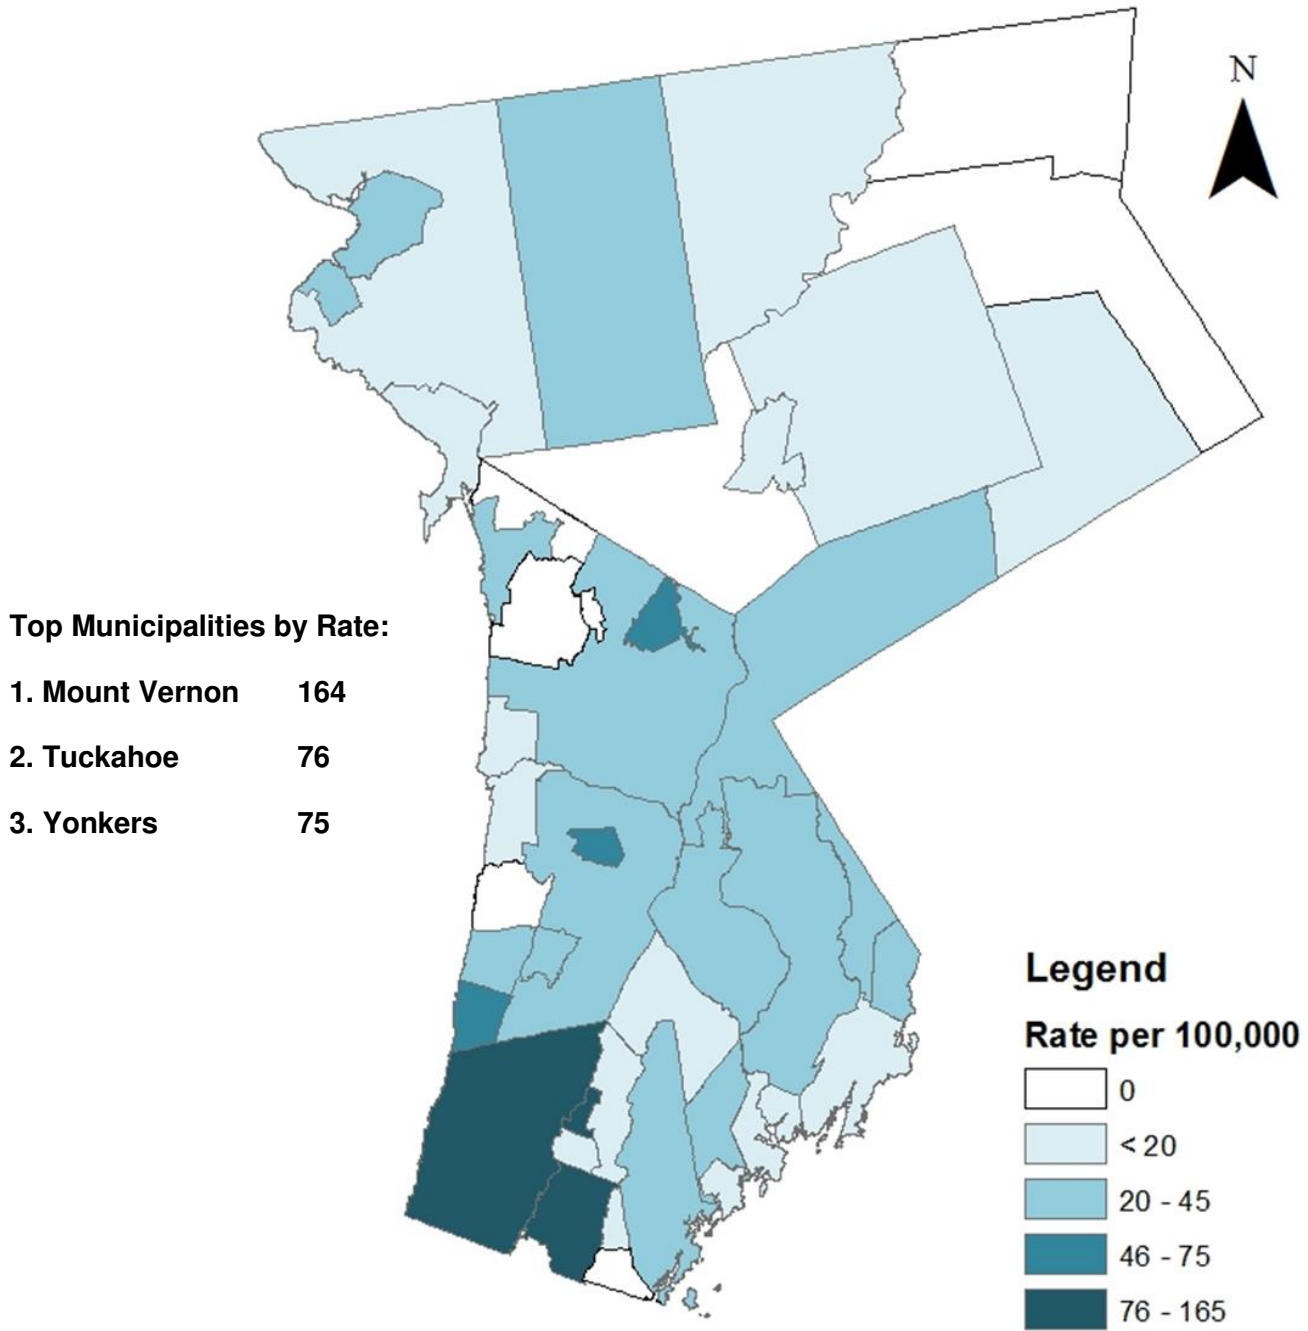 N
Top Municipalities by Rate:
1. Mount Vernon 164
2. Tuckahoe 76
3. Yonkers 75
Legend
Rate per 100,000
0
< 20
20 - 45
46 - 75
76 - 165